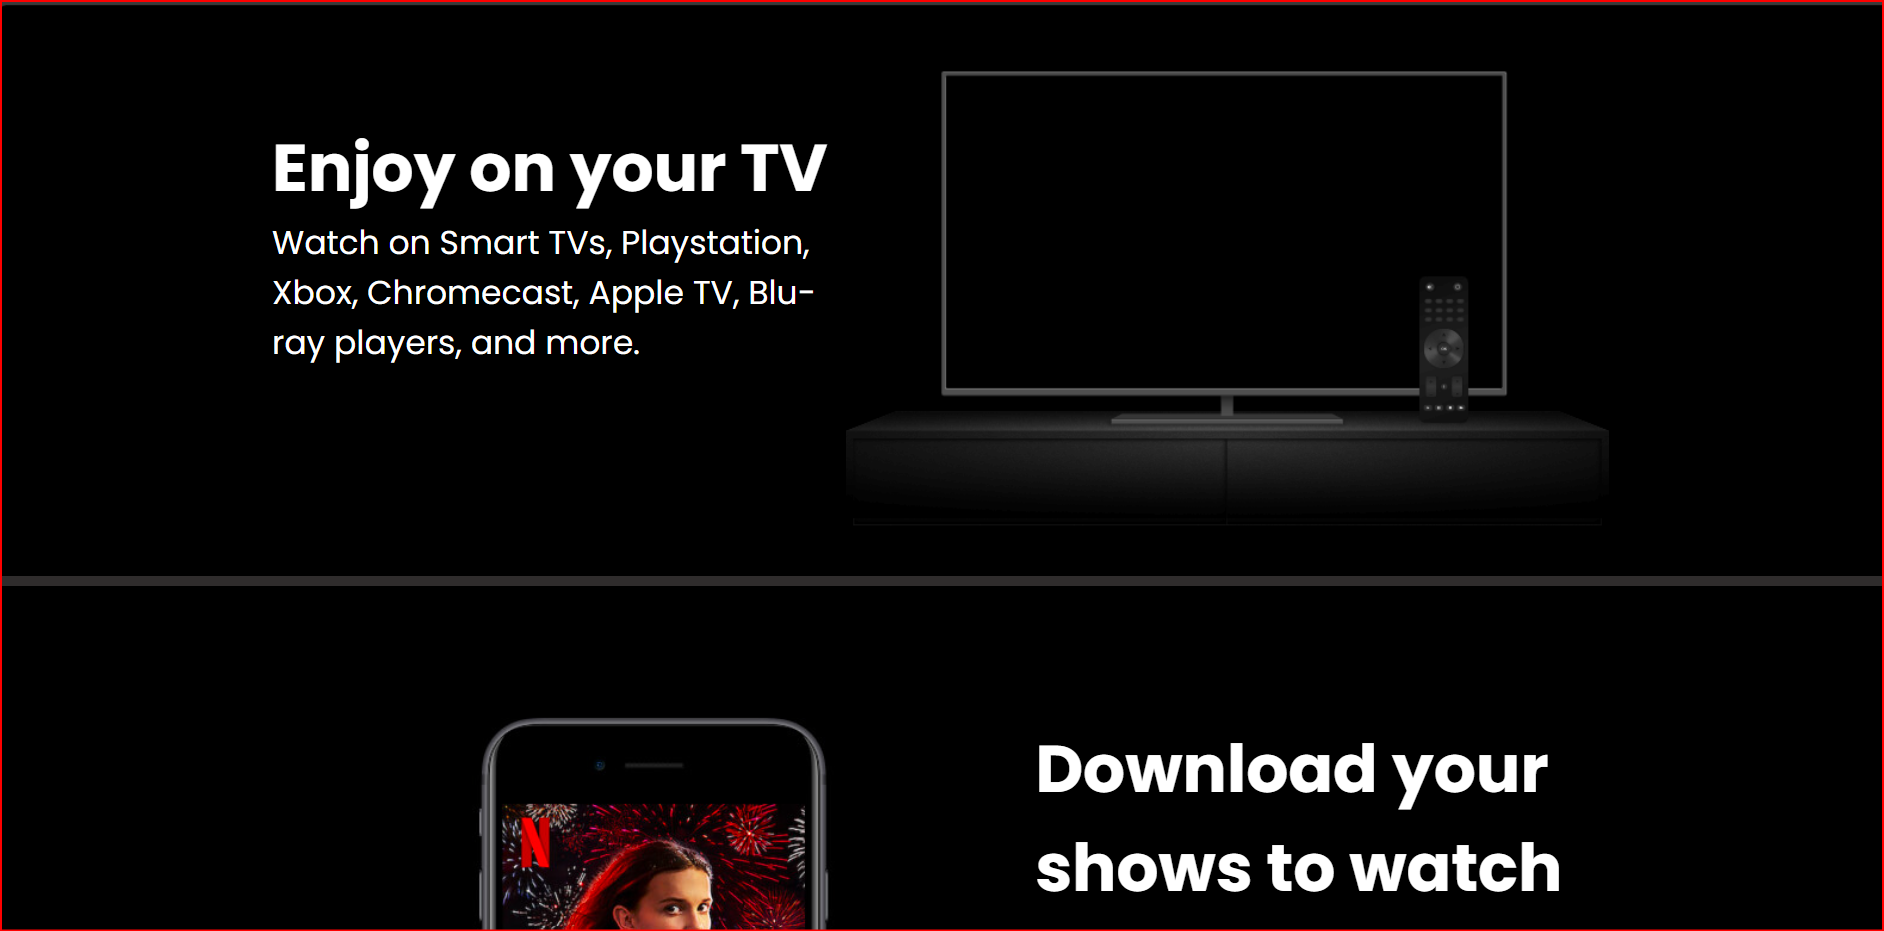 Enjoy on your TV
Watch on Smart TVs, Playstation,
Xbox, Chromecast, Apple TV, Blu-
ray players, and more.
N
Download your
shows to watch